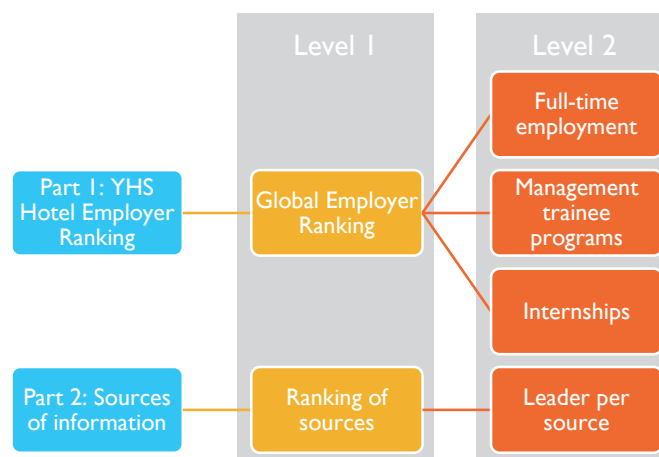 Level 1
Level 2
Full-time
employment
Part 1: YHS
Hotel Employer
Ranking
Global Employer
Ranking
Management
trainee
programs
Internships
Part 2: Sources
of information
Ranking of
sources
Leader per
source